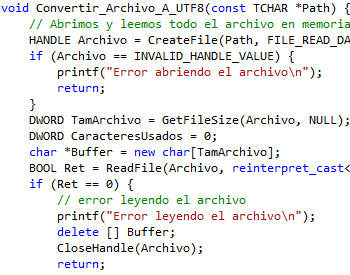 void Convertir_Archivo_A_UTF8(const TCHAR *Path) {
// Abrimos y leemos todo el archivo en memoria
HANDLE Archivo = CreateFile(Path, FILE_READ_DA
if (Archivo == INVALID_HANDLE_VALUE) {
printf("Error abriendo el archivo\n");
return;
}
DWORD TamArchivo = GetFileSize(Archivo, NULL);
DWORD CaracteresUsados = 0;
char *Buffer = new char[TamArchivo];
BOOL Ret = ReadFile(Archivo, reinterpret_cast<
if (Ret == 0) {
// error leyendo el archivo
printf("Error leyendo el archivo\n");
delete [] Buffer;
CloseHandle(Archivo);
return;